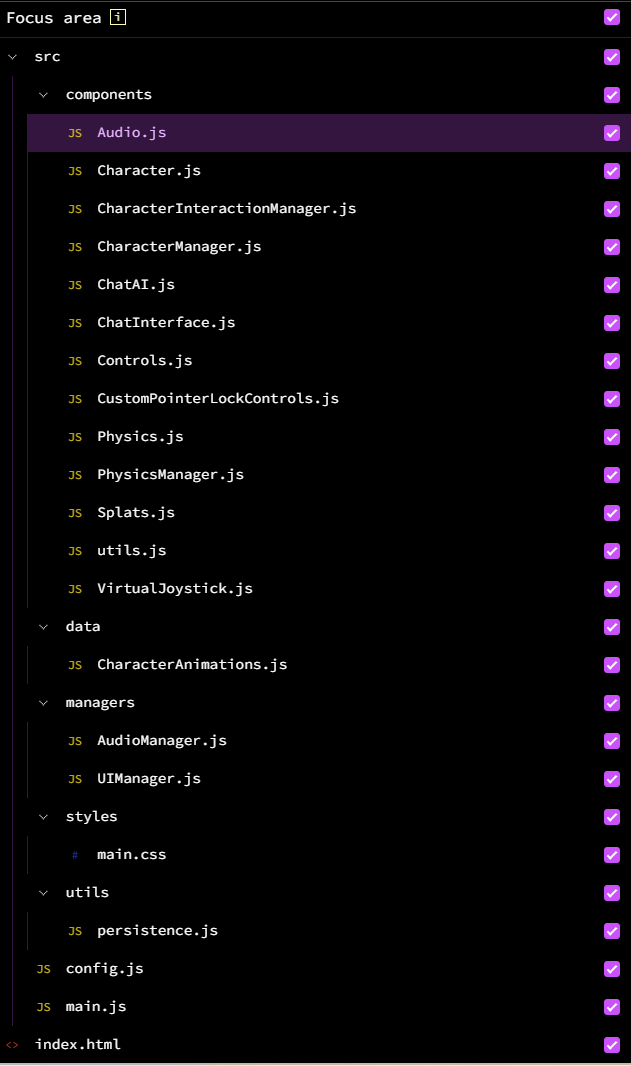 Focus area i
src
components
JS Audio.js
JS Character.js
JS CharacterInteractionManager.js
JS CharacterManager.js
JS ChatAI.js
JS ChatInterface.js
JS Controls.js
JS CustomPointerLockControls.js
JS Physics.js
JS PhysicsManager.js
JS Splats.js
JS utils.js
JS VirtualJoystick.js
data
JS CharacterAnimations.js
managers
JS AudioManager.js
JS UIManager.js
styles
# main.css
utils
JS persistence.js
JS config.js
JS main.js
<> index.html